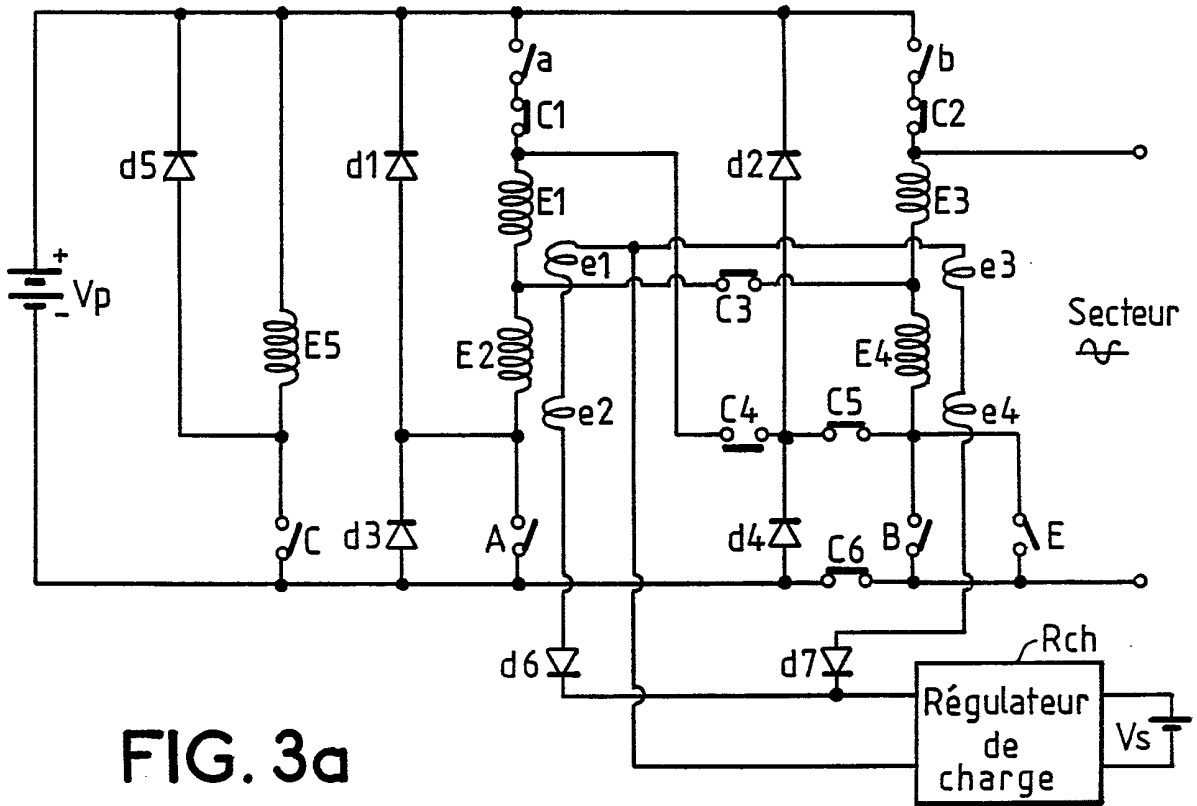 a
b
C1
C2
d5
d1
d2
E1
E3
+
Vp
-
e1
e3
C3
Secteur
E5
E2
E4
e2
C4
C5
e4
C
d3
A
d4
C6
B
E
d6
d7
Rch
Régulateur
de
charge
Vs
FIG. 3a